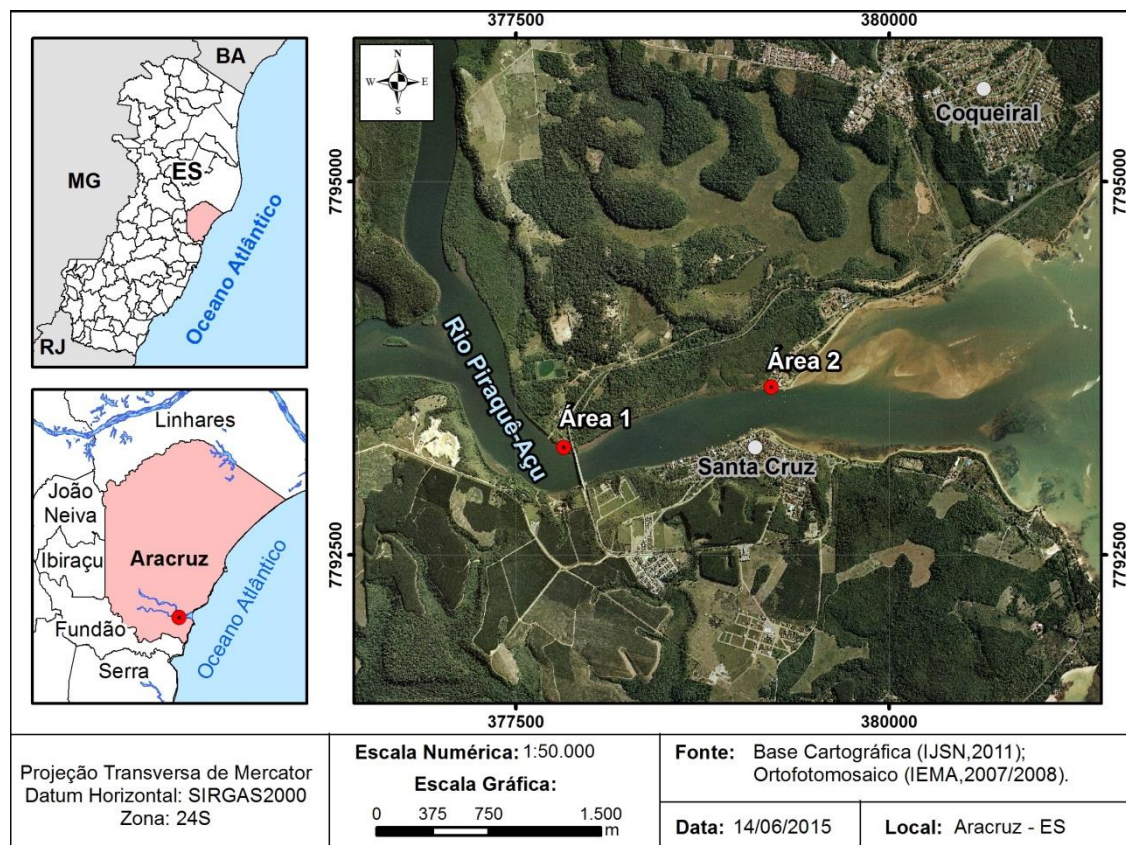 377500
380000
BA
MG
ES
RJ
Oceano Atlântico
N
W
E
S
Coqueiral
7795000
7795000
Rio Piraquê-Açu
Área 2
Área 1
Santa Cruz
7792500
7792500
377500
380000
Linhares
João
Neiva
Ibiraçu
Aracruz
Fundão
Serra
Oceano Atlântico
Projeção Transversa de Mercator
Datum Horizontal: SIRGAS2000
Zona: 24S
Escala Numérica: 1:50.000
Escala Gráfica:
0 375 750 1.500
m
Fonte: Base Cartográfica (IJSN,2011);
Ortofotomosaico (IEMA,2007/2008).
Data: 14/06/2015
Local: Aracruz - ES